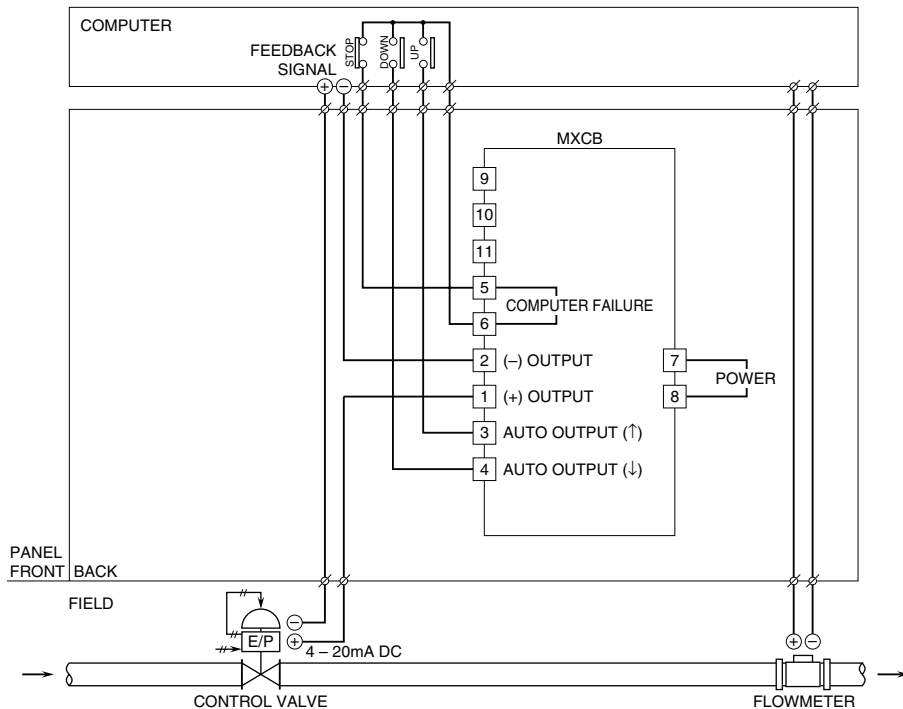 COMPUTER
FEEDBACK
SIGNAL
STOP
DOWN
UP
+ −
MXCB
9
10
11
5
COMPUTER FAILURE
6
2 (–) OUTPUT
7
POWER
1 (+) OUTPUT
8
3 AUTO OUTPUT (↑)
4 AUTO OUTPUT (↓)
PANEL
FRONT BACK
FIELD
−
E/P
+
4 – 20mA DC
+ −
CONTROL VALVE
FLOWMETER